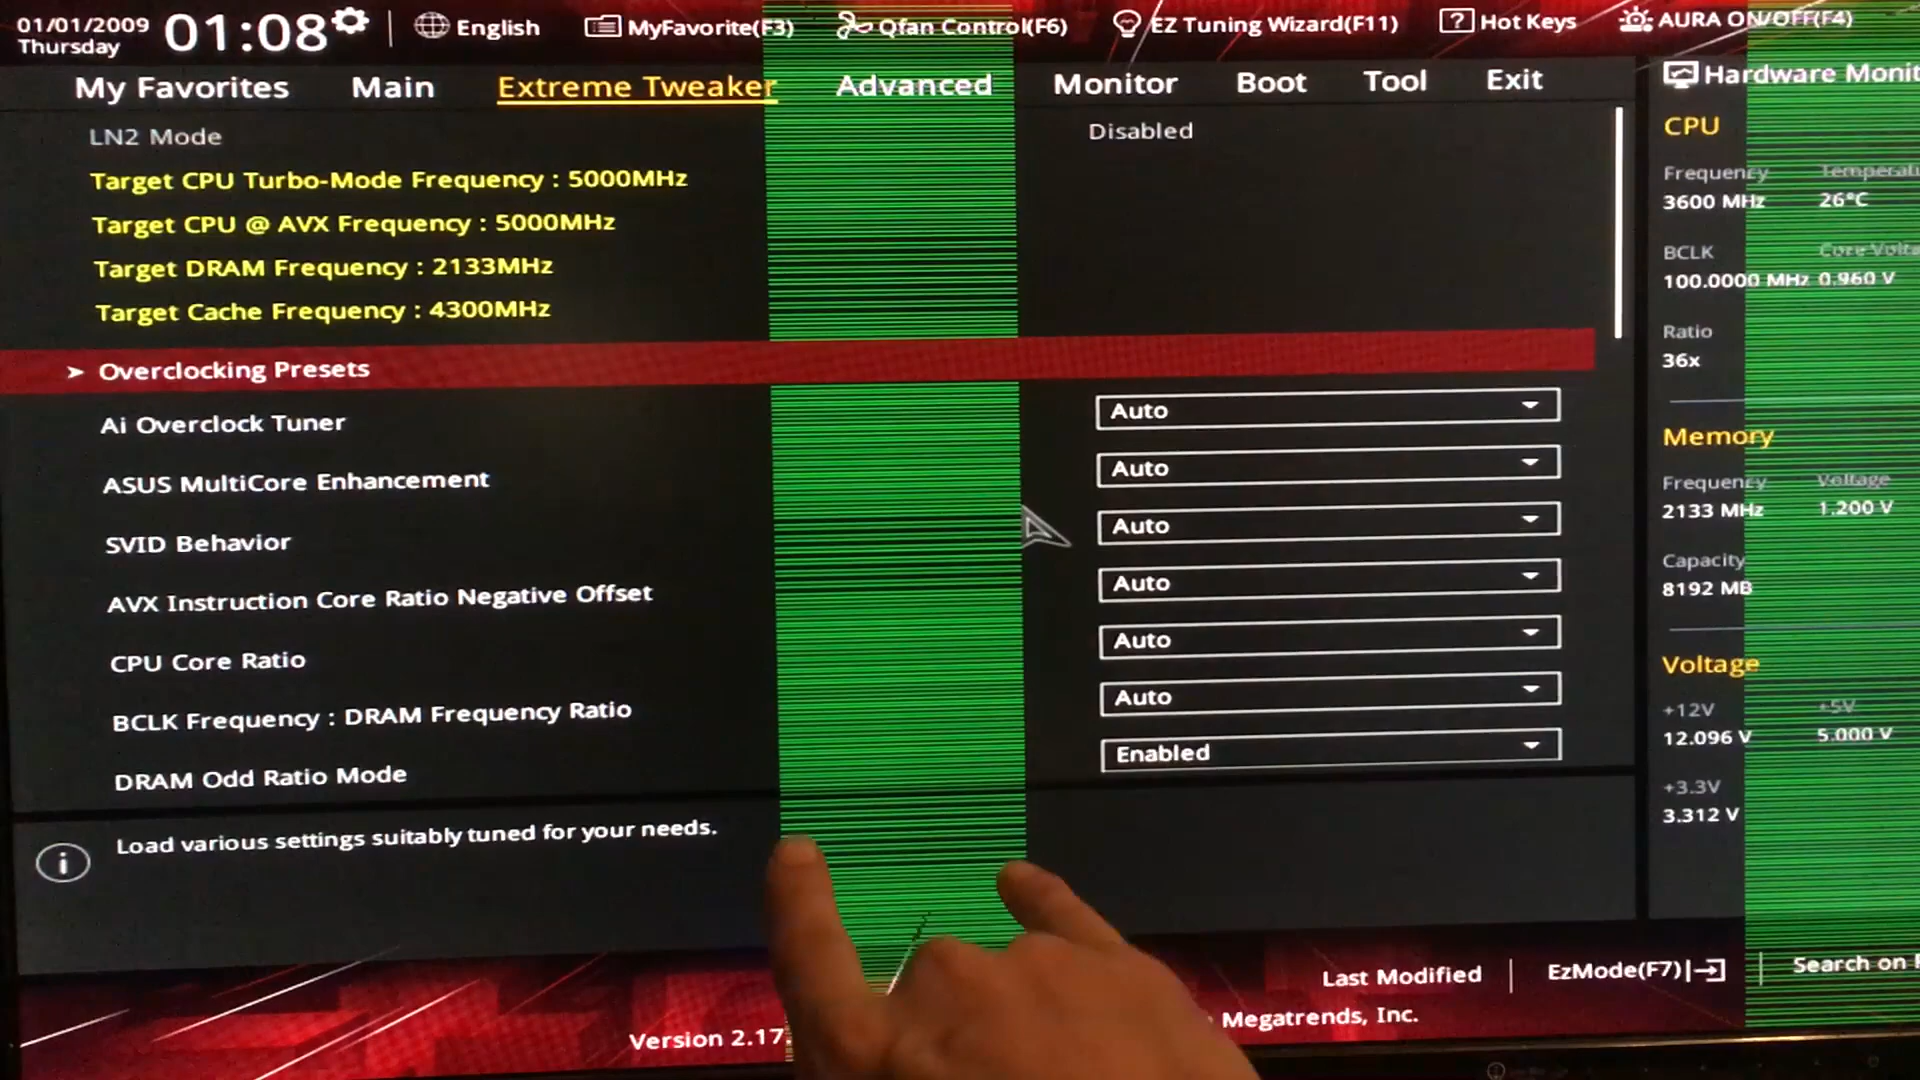 01/01/2009
Thursday
01:08
English
MyFavorite(F3)
Qfan Control(F6)
EZ Tuning Wizard(F11)
? Hot Keys
AURA ON/OFF(F4)
My Favorites
Main
Extreme Tweaker
Advanced
Monitor
Boot
Tool
Exit
LN2 Mode
Disabled
Target CPU Turbo-Mode Frequency : 5000MHz
Target CPU @ AVX Frequency : 5000MHz
Target DRAM Frequency : 2133MHz
Target Cache Frequency : 4300MHz
Overclocking Presets
Ai Overclock Tuner
Auto
ASUS MultiCore Enhancement
Auto
SVID Behavior
Auto
AVX Instruction Core Ratio Negative Offset
Auto
CPU Core Ratio
Auto
BCLK Frequency : DRAM Frequency Ratio
Auto
DRAM Odd Ratio Mode
Enabled
i
Load various settings suitably tuned for your needs.
Hardware Monit
CPU
Frequency
Temperatu
3600 MHz
26°C
BCLK
Core Volta
100.0000 MHz
0.960 V
Ratio
36x
Memory
Frequency
Voltage
2133 MHz
1.200 V
Capacity
8192 MB
Voltage
+12V
+5V
12.096 V
5.000 V
+3.3V
3.312 V
Last Modified
EzMode(F7)
Search on F
Version 2.17.
Megatrends, Inc.